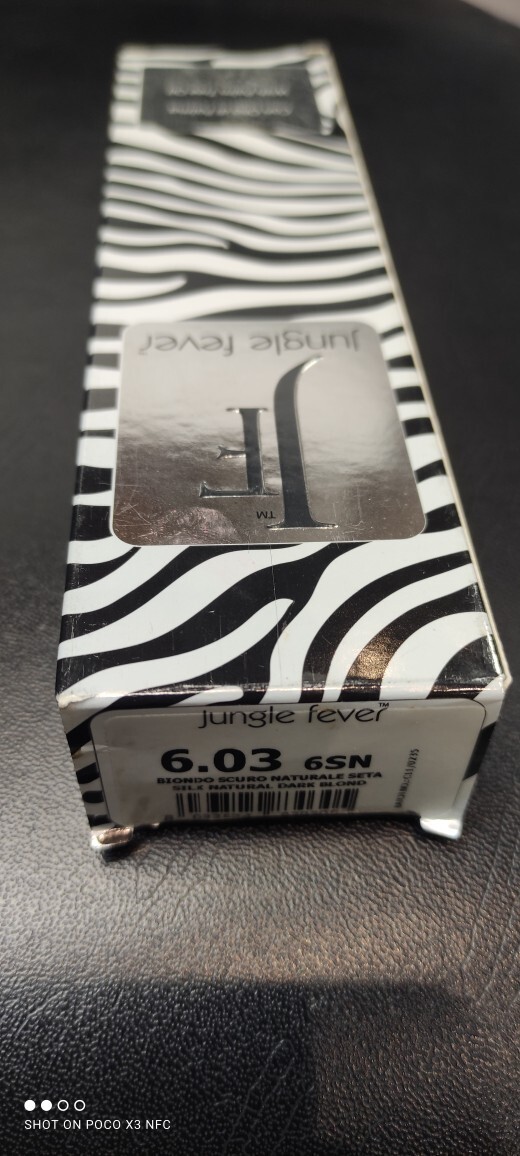 jungle fever
JF
TM
jungle fever™
6.03 6SN
BIONDO SCURO NATURALE SETA
SILK NATURAL DARK BLOND
SHOT ON POCO X3 NFC